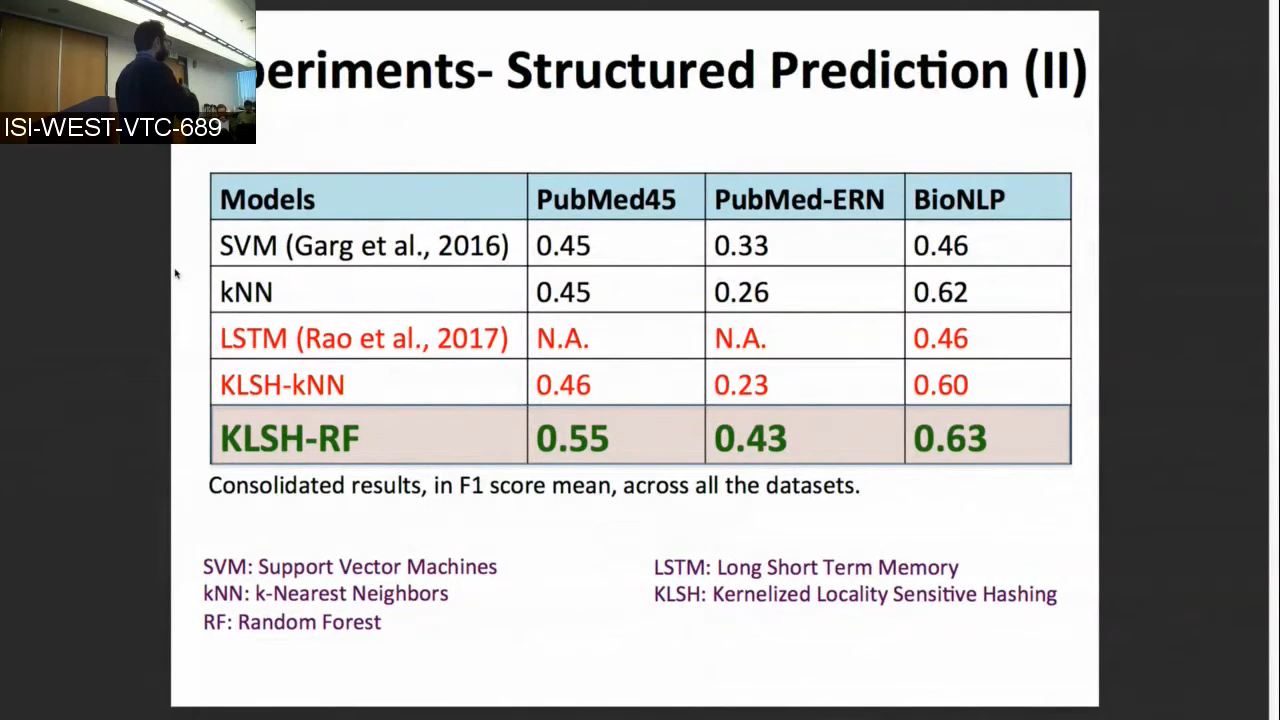 periments- Structured Prediction (II)
ISI-WEST-VTC-689
Models PubMed45 PubMed-ERN BioNLP
SVM (Garg et al., 2016) 0.45 0.33 0.46
kNN 0.45 0.26 0.62
LSTM (Rao et al., 2017) N.A. N.A. 0.46
KLSH-kNN 0.46 0.23 0.60
KLSH-RF 0.55 0.43 0.63
Consolidated results, in F1 score mean, across all the datasets.
SVM: Support Vector Machines
kNN: k-Nearest Neighbors
RF: Random Forest
LSTM: Long Short Term Memory
KLSH: Kernelized Locality Sensitive Hashing